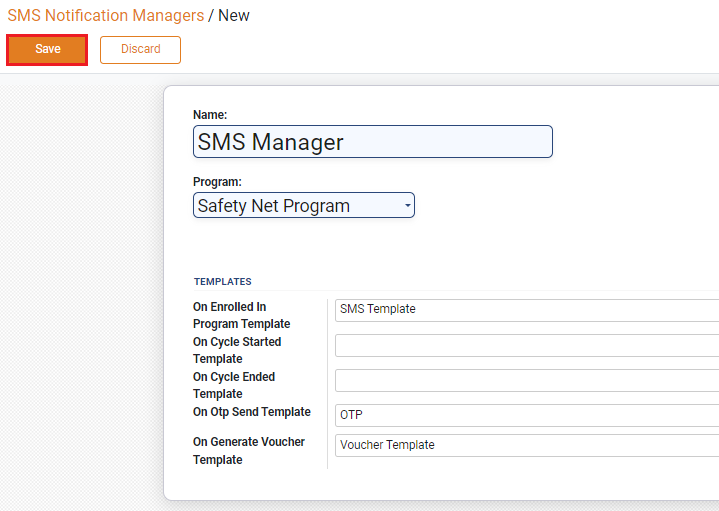 SMS Notification Managers / New
Save
Discard
Name:
SMS Manager
Program:
Safety Net Program
TEMPLATES
On Enrolled In
Program Template
SMS Template
On Cycle Started
Template
On Cycle Ended
Template
On Otp Send Template
OTP
On Generate Voucher
Template
Voucher Template